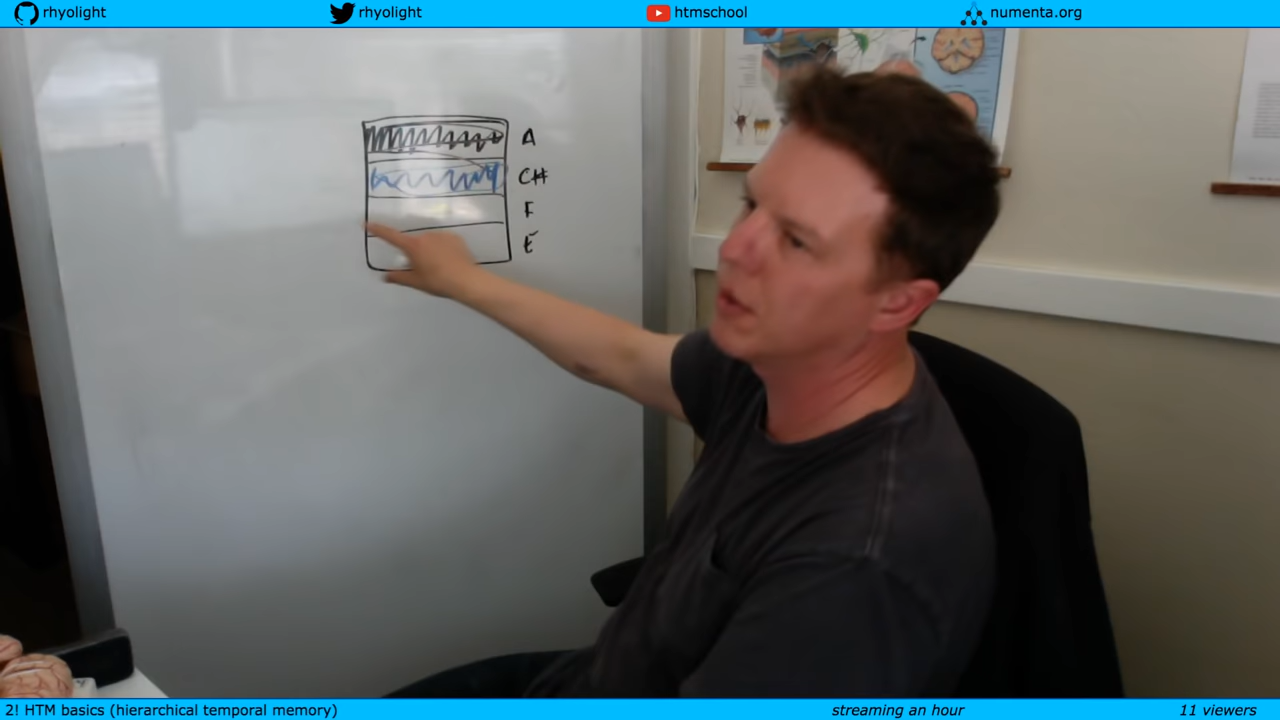 rhyolight rhyolight htmschool numenta.org
A
CH
F
E
2! HTM basics (hierarchical temporal memory) streaming an hour 11 viewers